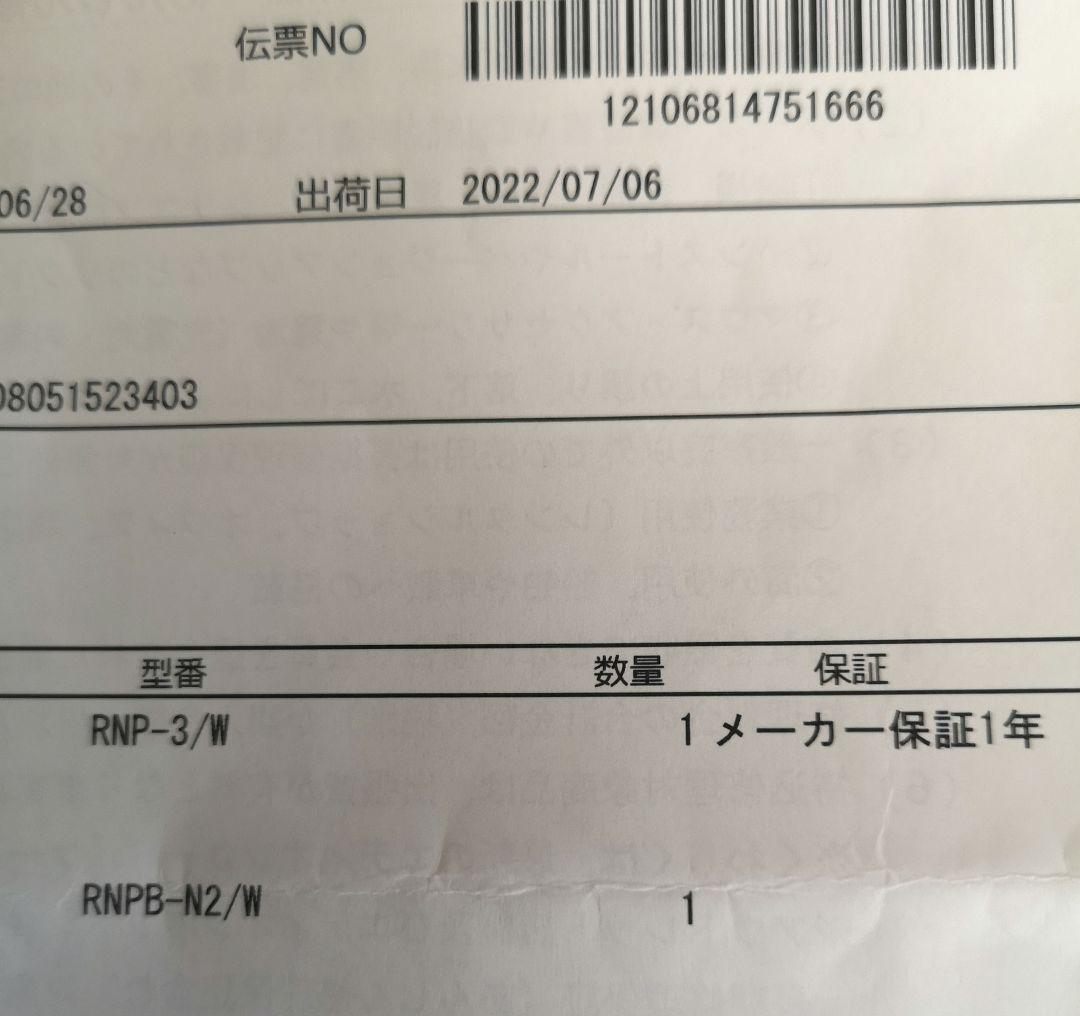 伝票NO
12106814751666
06/28 出荷日 2022/07/06
08051523403
型番 数量 保証
RNP-3/W 1 メーカー保証1年
RNPB-N2/W 1